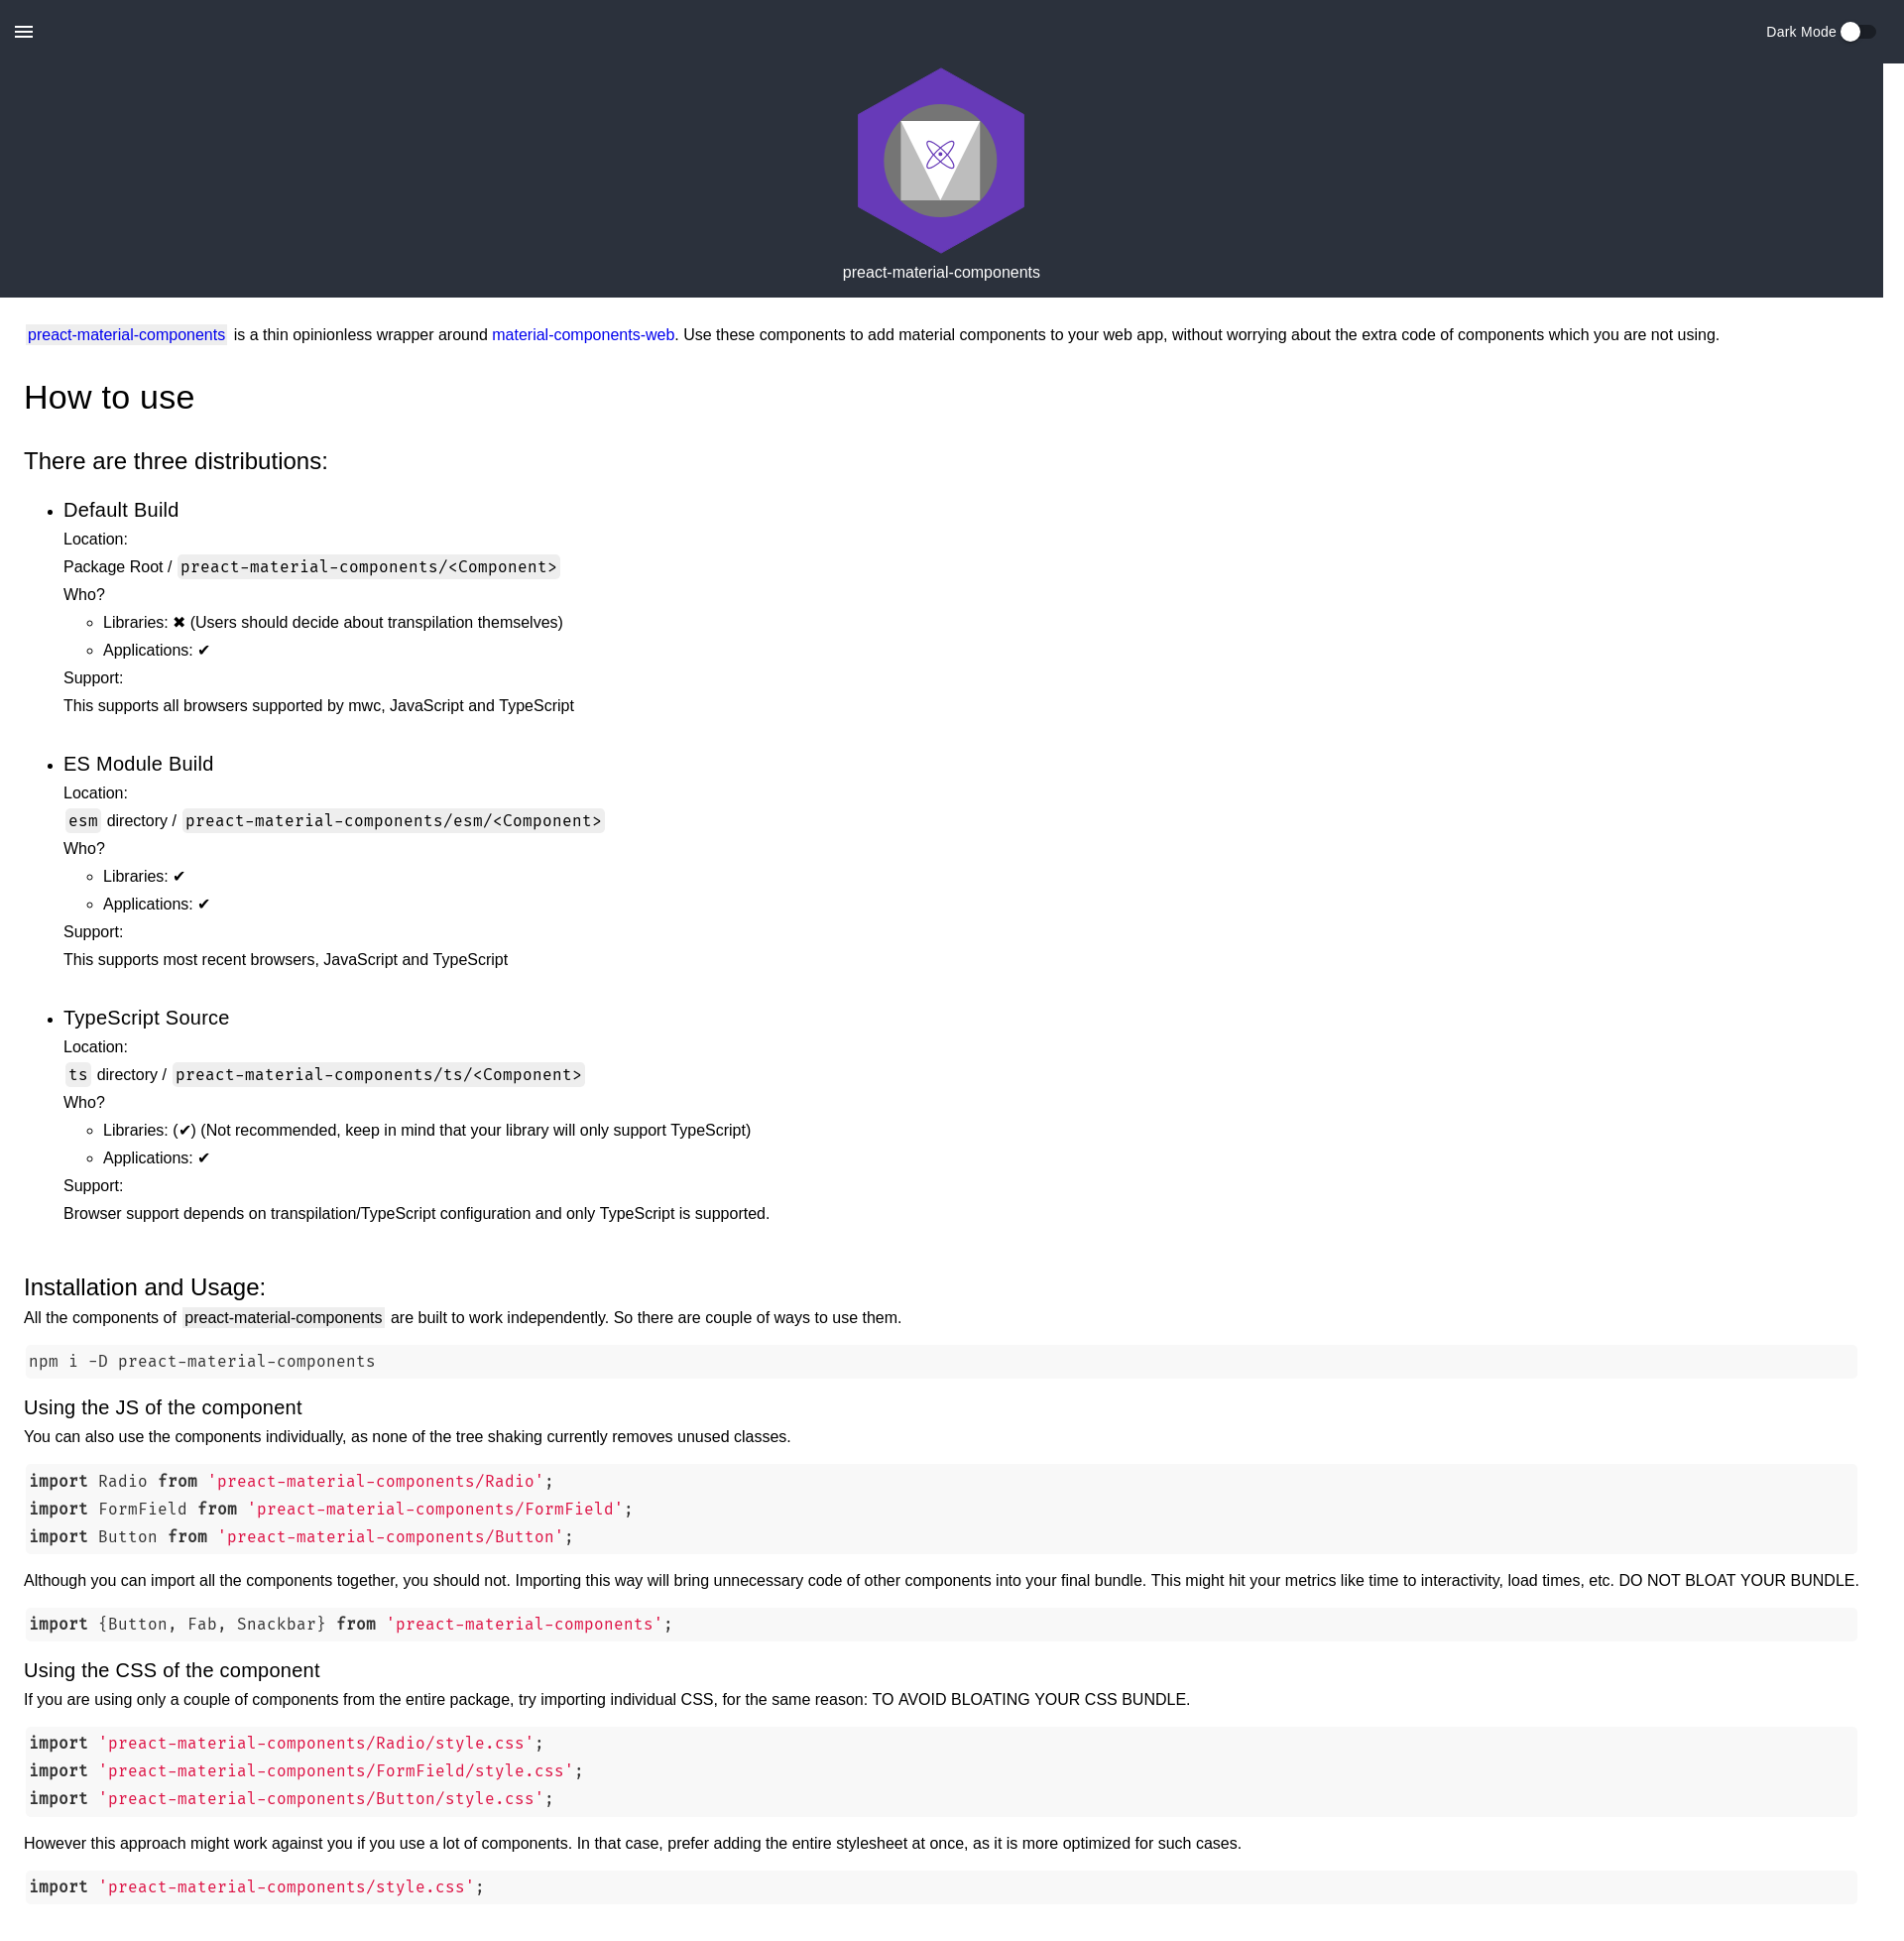 Dark Mode
preact-material-components
preact-material-components is a thin opinionless wrapper around material-components-web. Use these components to add material components to your web app, without worrying about the extra code of components which you are not using.
How to use
There are three distributions:
• Default Build
Location:
Package Root / preact-material-components/<Component>
Who?
◦ Libraries: ✖ (Users should decide about transpilation themselves)
◦ Applications: ✔
Support:
This supports all browsers supported by mwc, JavaScript and TypeScript
• ES Module Build
Location:
esm directory / preact-material-components/esm/<Component>
Who?
◦ Libraries: ✔
◦ Applications: ✔
Support:
This supports most recent browsers, JavaScript and TypeScript
• TypeScript Source
Location:
ts directory / preact-material-components/ts/<Component>
Who?
◦ Libraries: (✔) (Not recommended, keep in mind that your library will only support TypeScript)
◦ Applications: ✔
Support:
Browser support depends on transpilation/TypeScript configuration and only TypeScript is supported.
Installation and Usage:
All the components of preact-material-components are built to work independently. So there are couple of ways to use them.
npm i -D preact-material-components
Using the JS of the component
You can also use the components individually, as none of the tree shaking currently removes unused classes.
import Radio from 'preact-material-components/Radio';
import FormField from 'preact-material-components/FormField';
import Button from 'preact-material-components/Button';
Although you can import all the components together, you should not. Importing this way will bring unnecessary code of other components into your final bundle. This might hit your metrics like time to interactivity, load times, etc. DO NOT BLOAT YOUR BUNDLE.
import {Button, Fab, Snackbar} from 'preact-material-components';
Using the CSS of the component
If you are using only a couple of components from the entire package, try importing individual CSS, for the same reason: TO AVOID BLOATING YOUR CSS BUNDLE.
import 'preact-material-components/Radio/style.css';
import 'preact-material-components/FormField/style.css';
import 'preact-material-components/Button/style.css';
However this approach might work against you if you use a lot of components. In that case, prefer adding the entire stylesheet at once, as it is more optimized for such cases.
import 'preact-material-components/style.css';